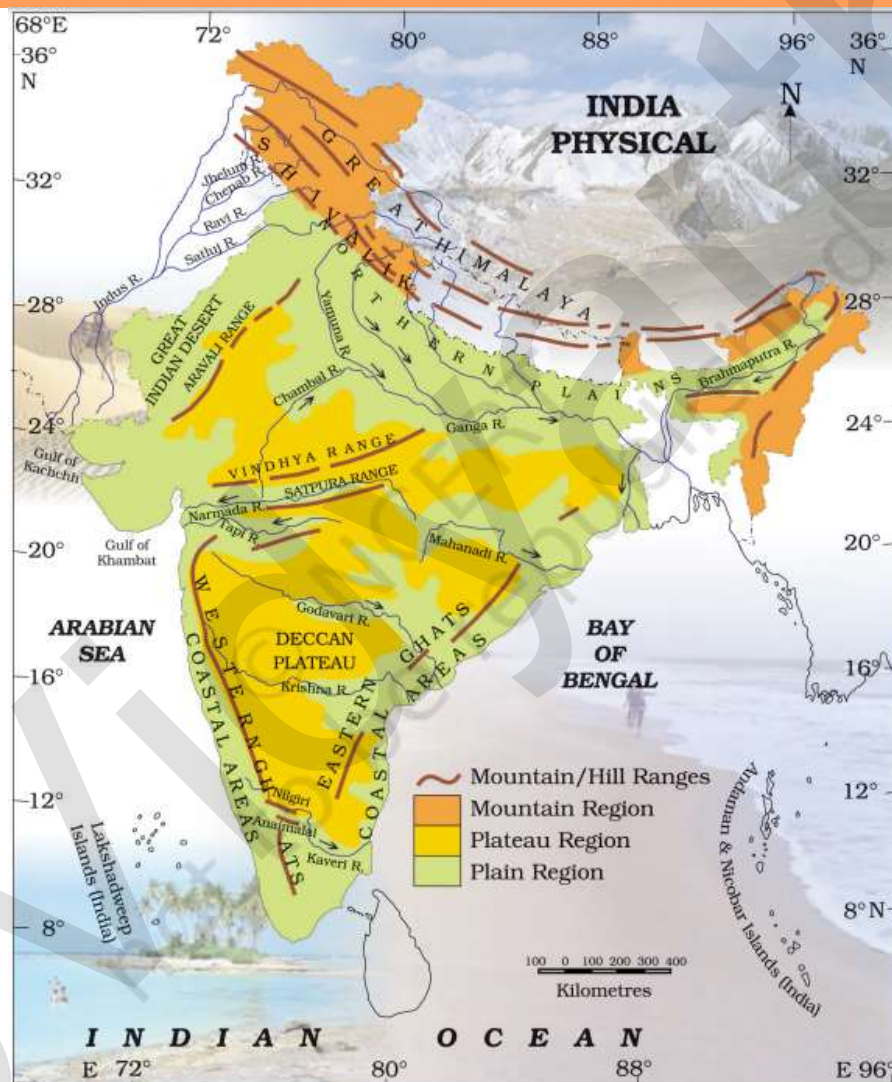 68°E
72°
80°
88°
96°
36°
N
36°
N
N
INDIA
PHYSICAL
GREAT HIMALAYA
SHIVALIK
Jhelum R.
Chenab R.
32°
32°
Ravi R.
Satluj R.
Indus R.
NORTHERN PLAINS
28°
28°
GREAT
INDIAN DESERT
ARAVALI RANGE
Yamuna R.
Brahmaputra R.
Chambal R.
24°
24°
Ganga R.
Gulf of
Kachchh
VINDHYA RANGE
SATPURA RANGE
Narmada R.
Tapi R.
20°
20°
Gulf of
Khambat
Mahanadi R.
Godavari R.
ARABIAN
SEA
DECCAN
PLATEAU
BAY
OF
BENGAL
16°
16°
Krishna R.
WESTERN GHATS
COASTAL AREAS
EASTERN GHATS
COASTAL AREAS
COASTAL AREAS
Mountain/Hill Ranges
Mountain Region
Plateau Region
Plain Region
12°
12°
Nilgiri
Anaimalai
Kaveri R.
Lakshadweep
Islands (India)
Andaman & Nicobar Islands (India)
8°
8°N
100 0 100 200 300 400
Kilometres
INDIAN OCEAN
E 72°
80°
88°
E 96°